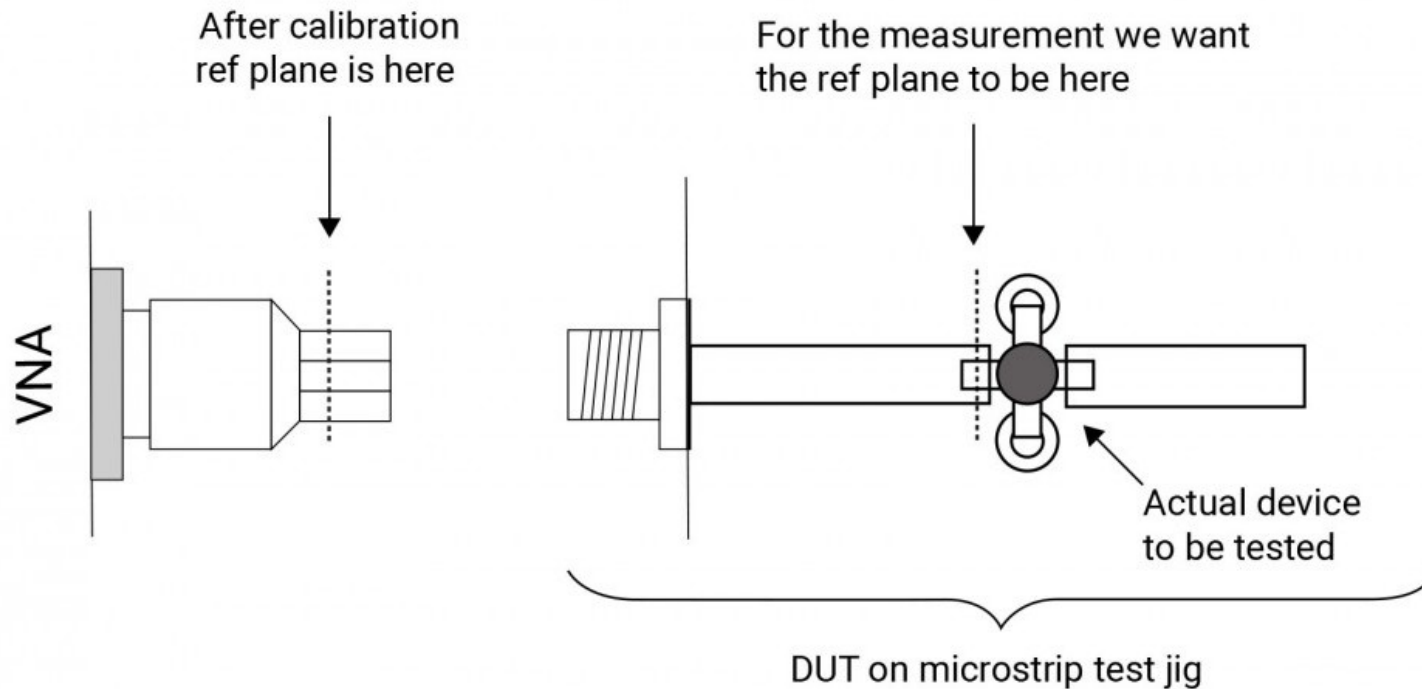 After calibration
ref plane is here
For the measurement we want
the ref plane to be here
VNA
Actual device
to be tested
DUT on microstrip test jig